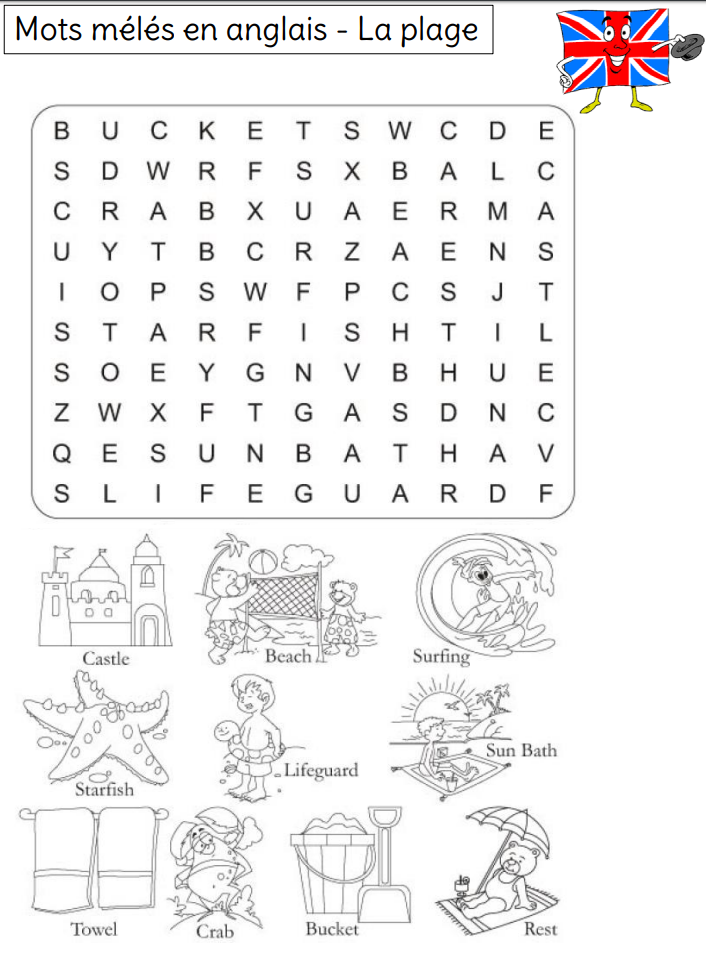 Mots mélés en anglais - La plage
B U C K E T S W C D E
S D W R F S X B A L C
C R A B X U A E R M A
U Y T B C R Z A E N S
I O P S W F P C S J T
S T A R F I S H T I L
S O E Y G N V B H U E
Z W X F T G A S D N C
Q E S U N B A T H A V
S L I F E G U A R D F
Castle
Beach
Surfing
Starfish
Lifeguard
Sun Bath
Towel
Crab
Bucket
Rest